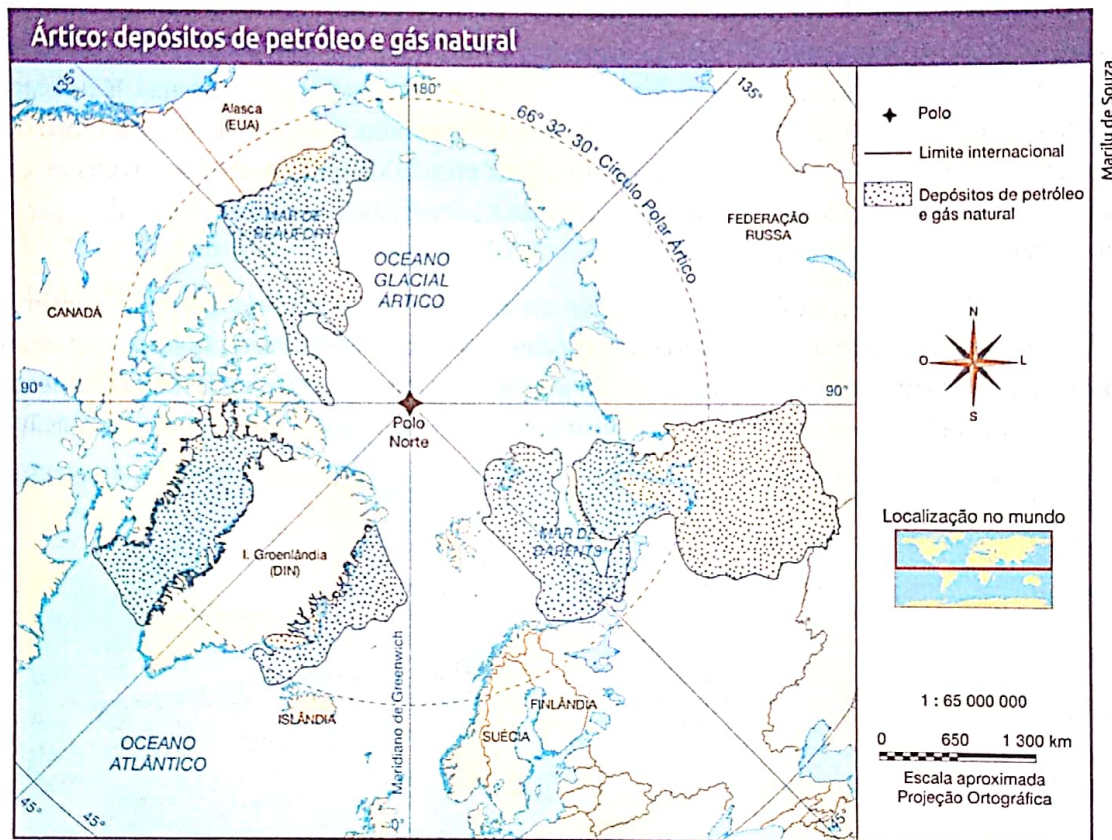 Ártico: depósitos de petróleo e gás natural
Marilu de Souza
135°
Alasca
(EUA)
180°
135°
66° 32' 30" Círculo Polar Ártico
MAR DE
BEAUFORT
OCEANO
GLACIAL
ÁRTICO
FEDERAÇÃO
RUSSA
CANADÁ
90°
90°
Polo
Norte
MAR DE
BARENTS
I. Groenlândia
(DIN)
Meridiano de Greenwich
ISLÂNDIA
FINLÂNDIA
SUÉCIA
OCEANO
ATLÂNTICO
45°
45°
0°
Polo
Limite internacional
Depósitos de petróleo
e gás natural
N
O
L
S
Localização no mundo
1 : 65 000 000
0 650 1 300 km
Escala aproximada
Projeção Ortográfica